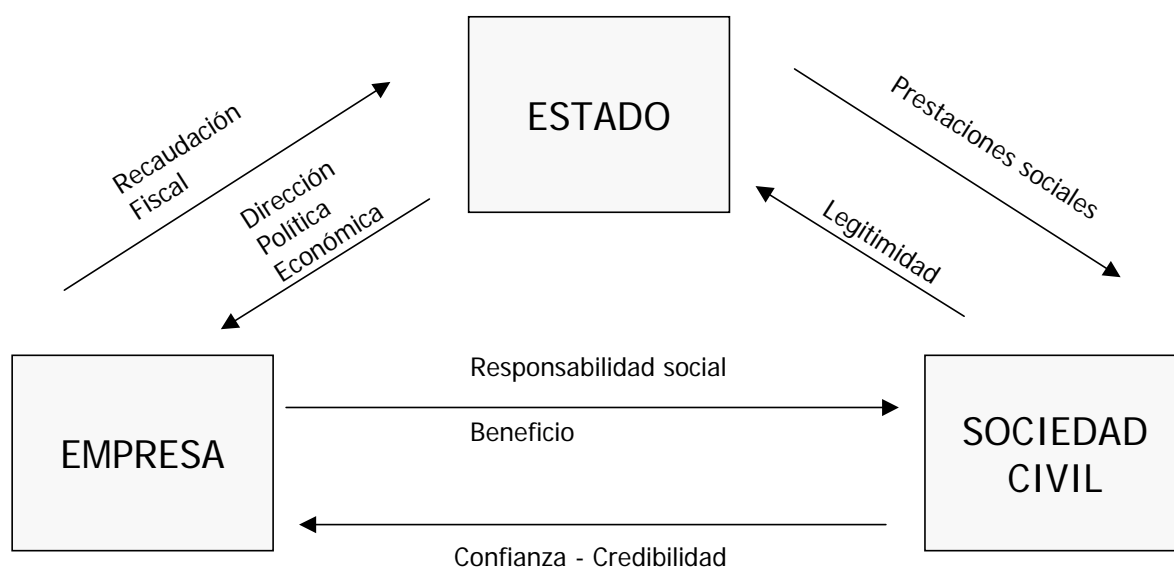 ESTADO
Recaudación
Fiscal
Dirección
Política
Económica
Prestaciones sociales
Legitimidad
EMPRESA
Responsabilidad social
Beneficio
SOCIEDAD
CIVIL
Confianza - Credibilidad